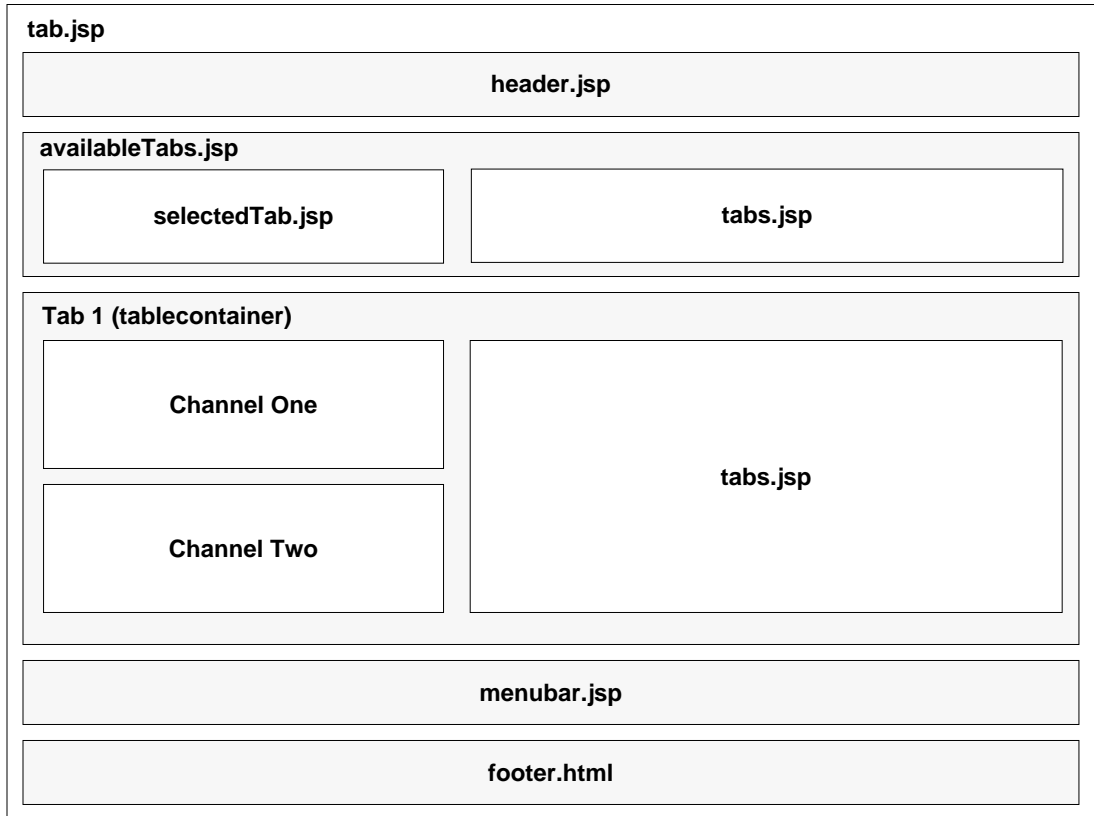 tab.jsp
header.jsp
availableTabs.jsp
selectedTab.jsp
tabs.jsp
Tab 1 (tablecontainer)
Channel One
tabs.jsp
Channel Two
menubar.jsp
footer.html